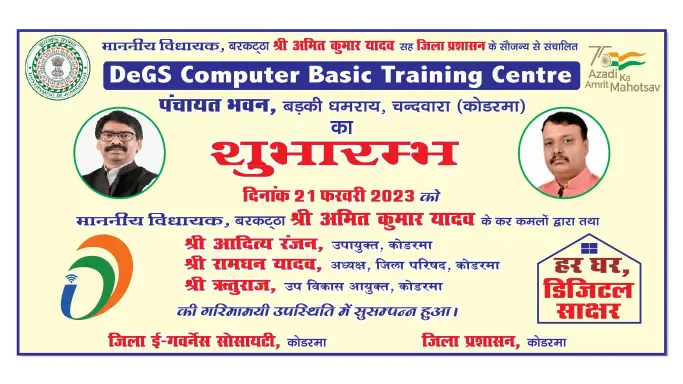 माननीय विधायक, बरकट्ठा श्री अमित कुमार यादव सह जिला प्रशासन के सौजन्य से संचालित
75
Azadi Ka
Amrit Mahotsav
DeGS Computer Basic Training Centre
पंचायत भवन, बड़की धमराय, चन्दवारा (कोडरमा)
का
शुभारम्भ
दिनांक 21 फरवरी 2023 को
माननीय विधायक, बरकट्ठा श्री अमित कुमार यादव के कर कमलों द्वारा तथा
श्री आदित्य रंजन, उपायुक्त, कोडरमा
श्री रामधन यादव, अध्यक्ष, जिला परिषद, कोडरमा
श्री ऋतुराज, उप विकास आयुक्त, कोडरमा
की गरिमामयी उपस्थिति में सुसम्पन्न हुआ।
हर घर,
डिजिटल
साक्षर
जिला ई-गवर्नेस सोसायटी, कोडरमा
जिला प्रशासन, कोडरमा